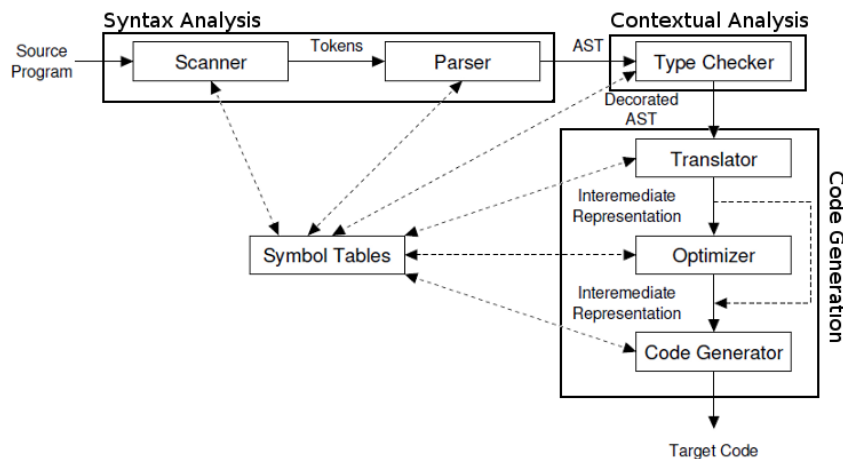 Syntax Analysis
Contextual Analysis
Source
Program
Scanner
Tokens
Parser
AST
Type Checker
Decorated
AST
Translator
Interemediate
Representation
Symbol Tables
Optimizer
Interemediate
Representation
Code Generator
Code Generation
Target Code